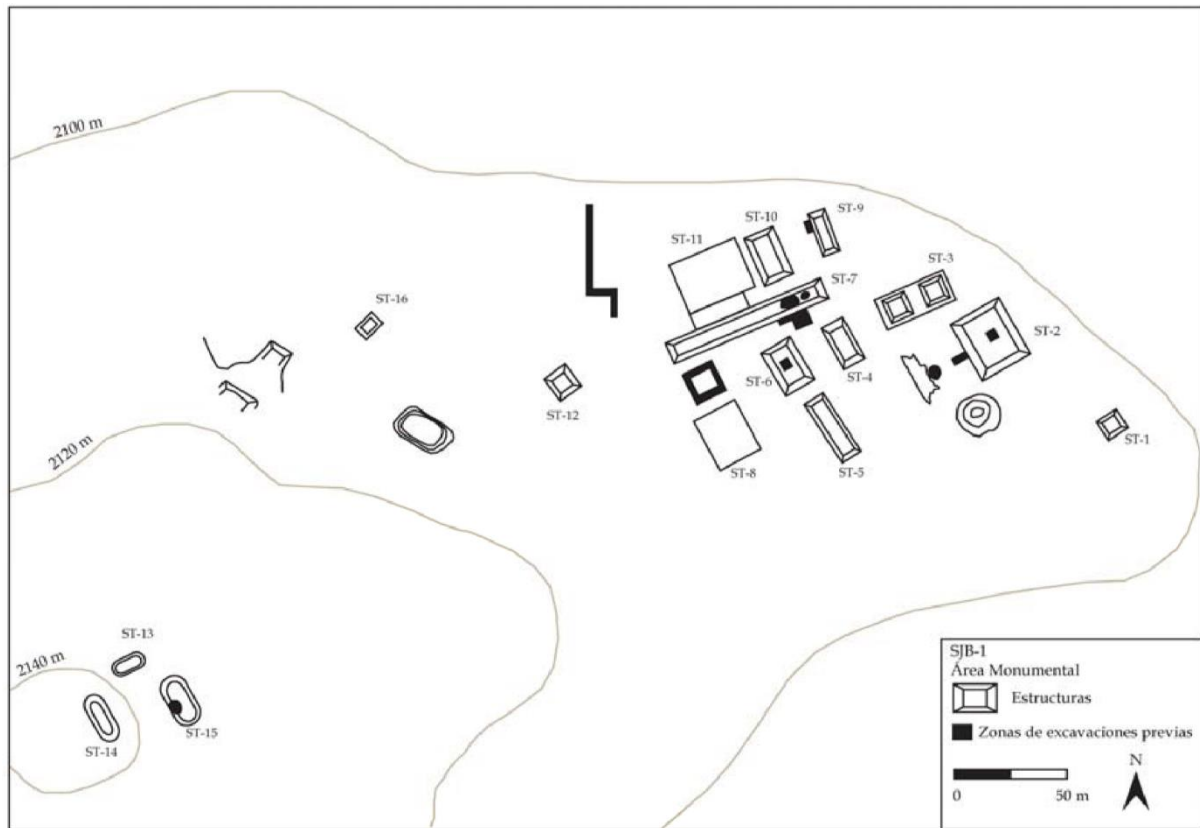 2100 m
ST-9
ST-10
ST-11
ST-3
ST-7
ST-16
ST-2
ST-4
ST-6
ST-12
ST-1
2120 m
ST-8
ST-5
ST-13
2140 m
ST-15
ST-14
SJB-1
Área Monumental
Estructuras
Zonas de excavaciones previas
N
0 50 m